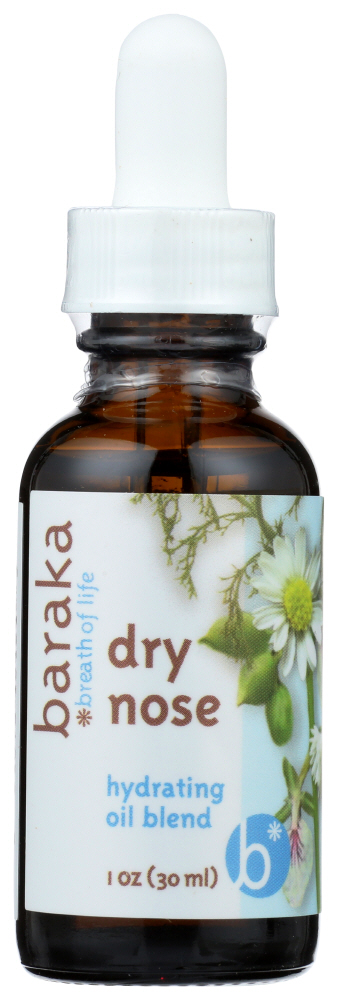 baraka
*breath of life
dry
nose
hydrating
oil blend
1 oz (30 ml)
b*